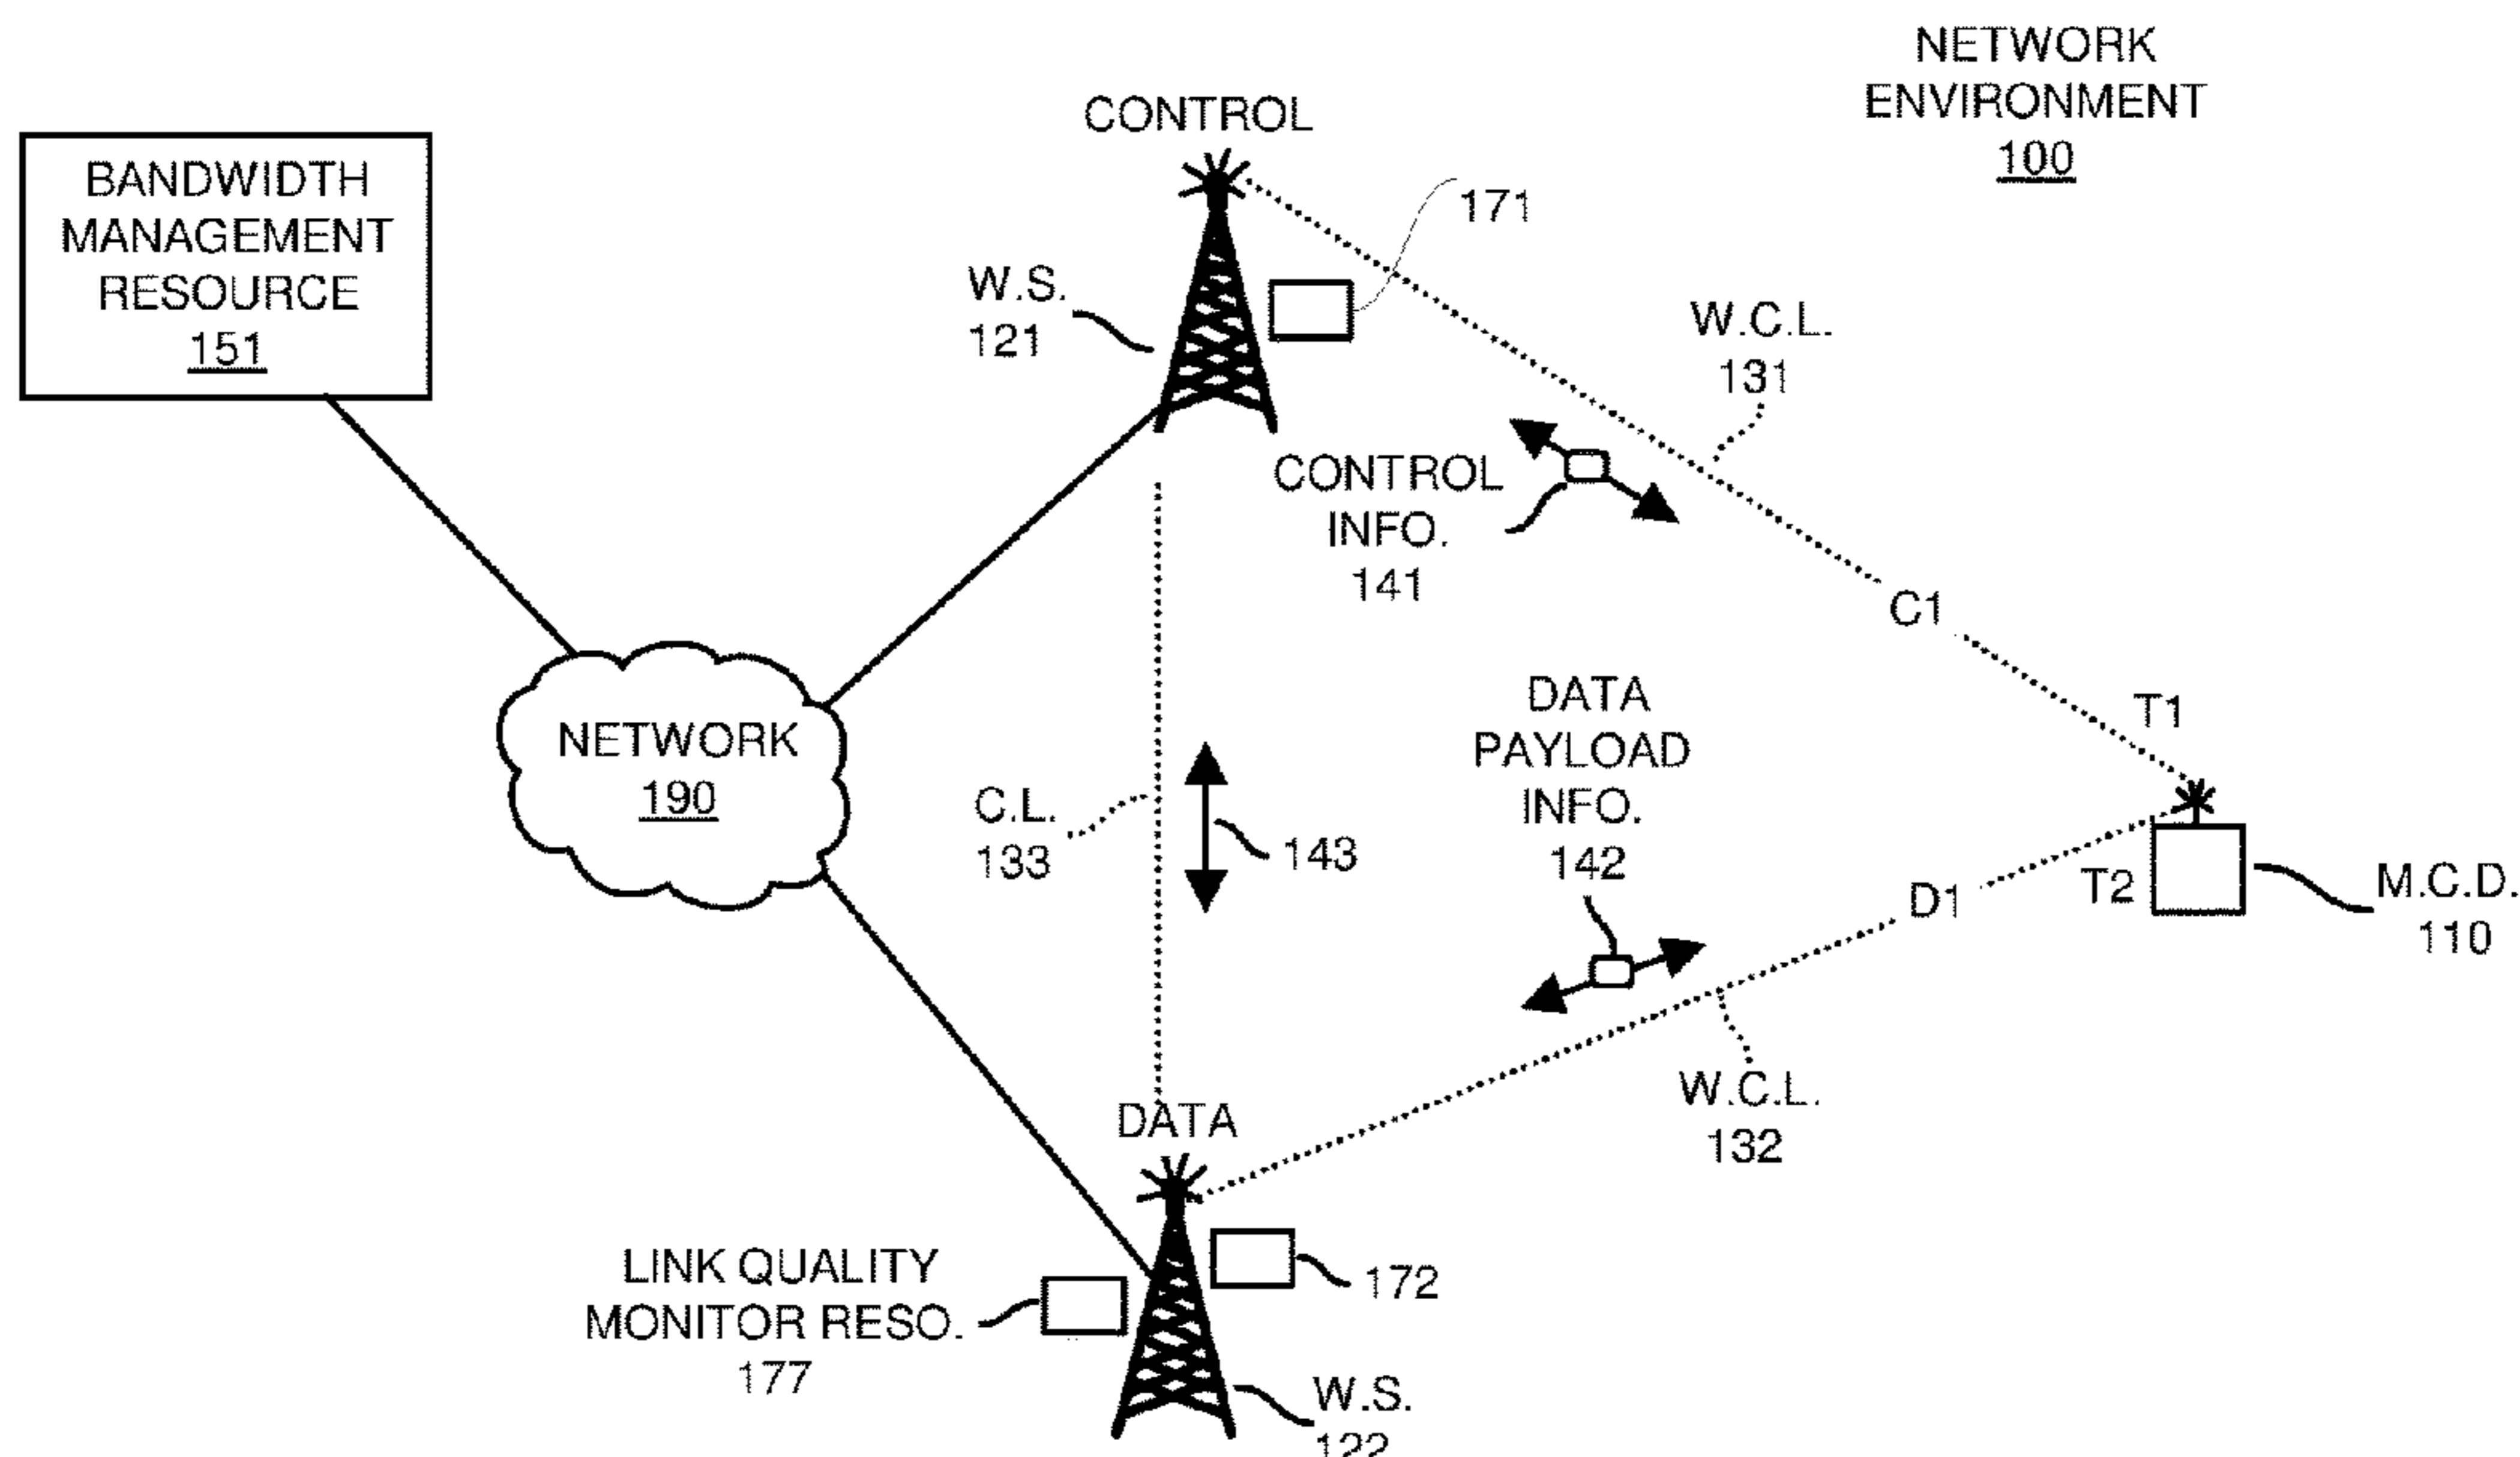 NETWORK
ENVIRONMENT
100
CONTROL
BANDWIDTH
MANAGEMENT
RESOURCE
151
171
W.S.
121
W.C.L.
131
CONTROL
INFO.
141
C1
DATA
PAYLOAD
INFO.
142
T1
NETWORK
190
C.L.
133
143
T2
D1
M.C.D.
110
W.C.L.
132
DATA
LINK QUALITY
MONITOR RESO.
177
172
W.S.
122